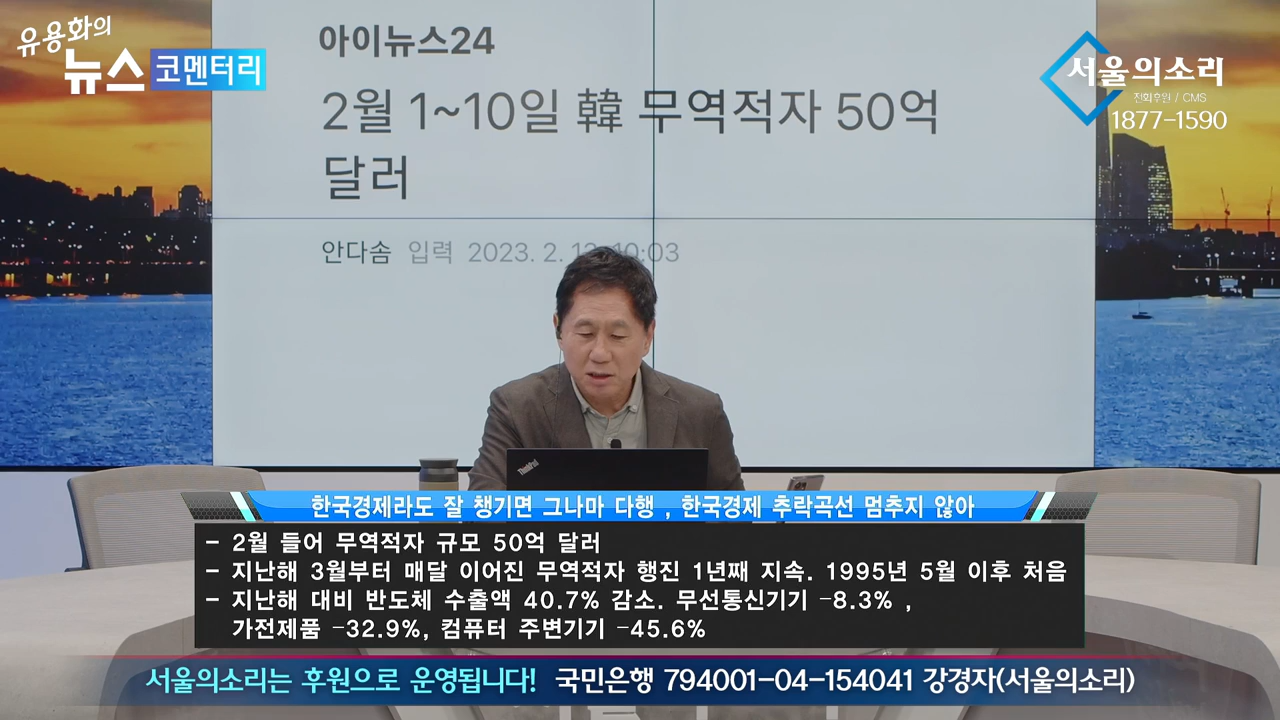 유용화의
뉴스 코멘터리
아이뉴스24
2월 1~10일 韓 무역적자 50억
달러
안다솜 입력 2023. 2. 13. 10:03
서울의소리
전화후원 / CMS
1877-1590
ThinkPad
한국경제라도 잘 챙기면 그나마 다행 , 한국경제 추락곡선 멈추지 않아
- 2월 들어 무역적자 규모 50억 달러
- 지난해 3월부터 매달 이어진 무역적자 행진 1년째 지속. 1995년 5월 이후 처음
- 지난해 대비 반도체 수출액 40.7% 감소. 무선통신기기 -8.3% ,
가전제품 -32.9%, 컴퓨터 주변기기 -45.6%
서울의소리는 후원으로 운영됩니다! 국민은행 794001-04-154041 강경자(서울의소리)